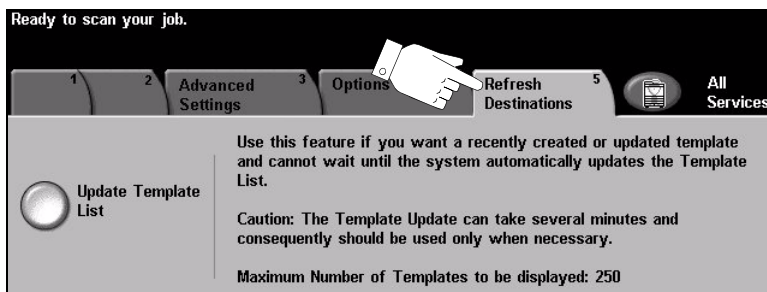 Ready to scan your job.
1
2
Advanced Settings 3
Options
Refresh Destinations 5
All Services
Update Template List
Use this feature if you want a recently created or updated template
and cannot wait until the system automatically updates the Template
List.
Caution: The Template Update can take several minutes and
consequently should be used only when necessary.
Maximum Number of Templates to be displayed: 250